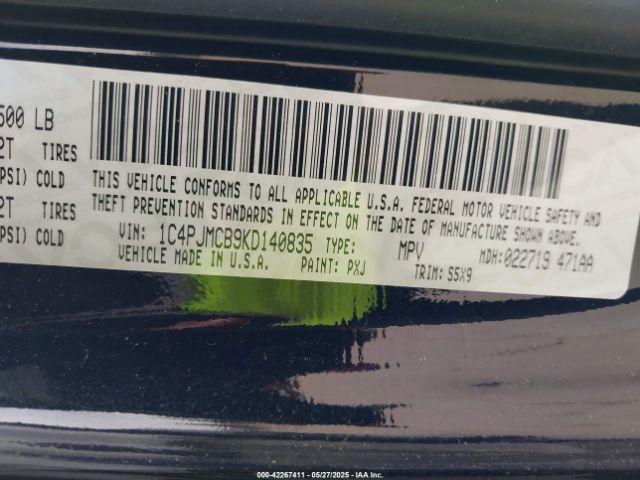 500 LB
2T TIRES
PSI) COLD
2T TIRES
PSI) COLD
THIS VEHICLE CONFORMS TO ALL APPLICABLE U.S.A. FEDERAL MOTOR VEHICLE SAFETY AND
THEFT PREVENTION STANDARDS IN EFFECT ON THE DATE OF MANUFACTURE SHOWN ABOVE.
VIN: 1C4PJMCB9KD140835 TYPE: MPV MDH:022719 471AA
VEHICLE MADE IN U.S.A. PAINT: PXJ TRIM: S5X9
000-42267411 - 05/27/2025 - IAA Inc.